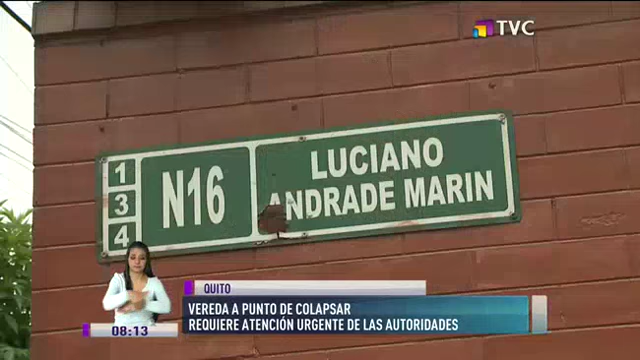 TVC
1
3
4
N16
LUCIANO
ANDRADE MARIN
QUITO
VEREDA A PUNTO DE COLAPSAR
REQUIERE ATENCIÓN URGENTE DE LAS AUTORIDADES
08:13